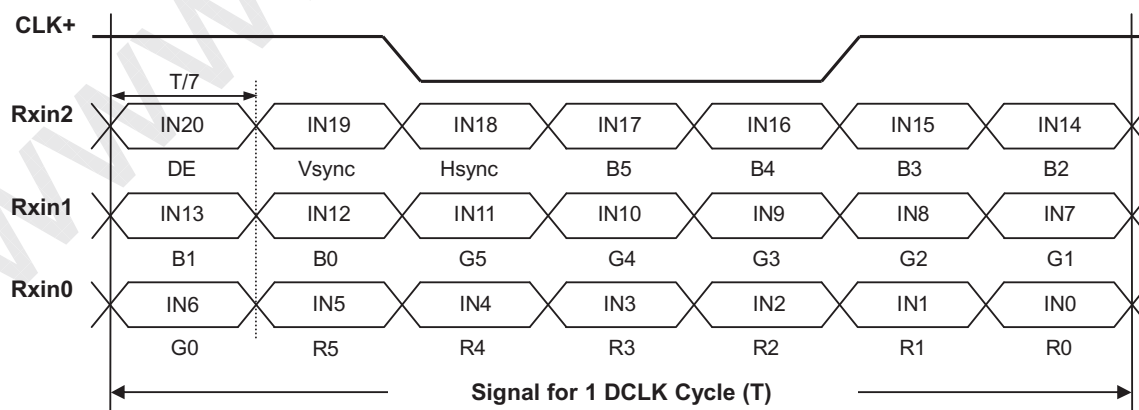 CLK+
T/7
Rxin2 IN20 IN19 IN18 IN17 IN16 IN15 IN14
DE Vsync Hsync B5 B4 B3 B2
Rxin1 IN13 IN12 IN11 IN10 IN9 IN8 IN7
B1 B0 G5 G4 G3 G2 G1
Rxin0 IN6 IN5 IN4 IN3 IN2 IN1 IN0
G0 R5 R4 R3 R2 R1 R0
Signal for 1 DCLK Cycle (T)